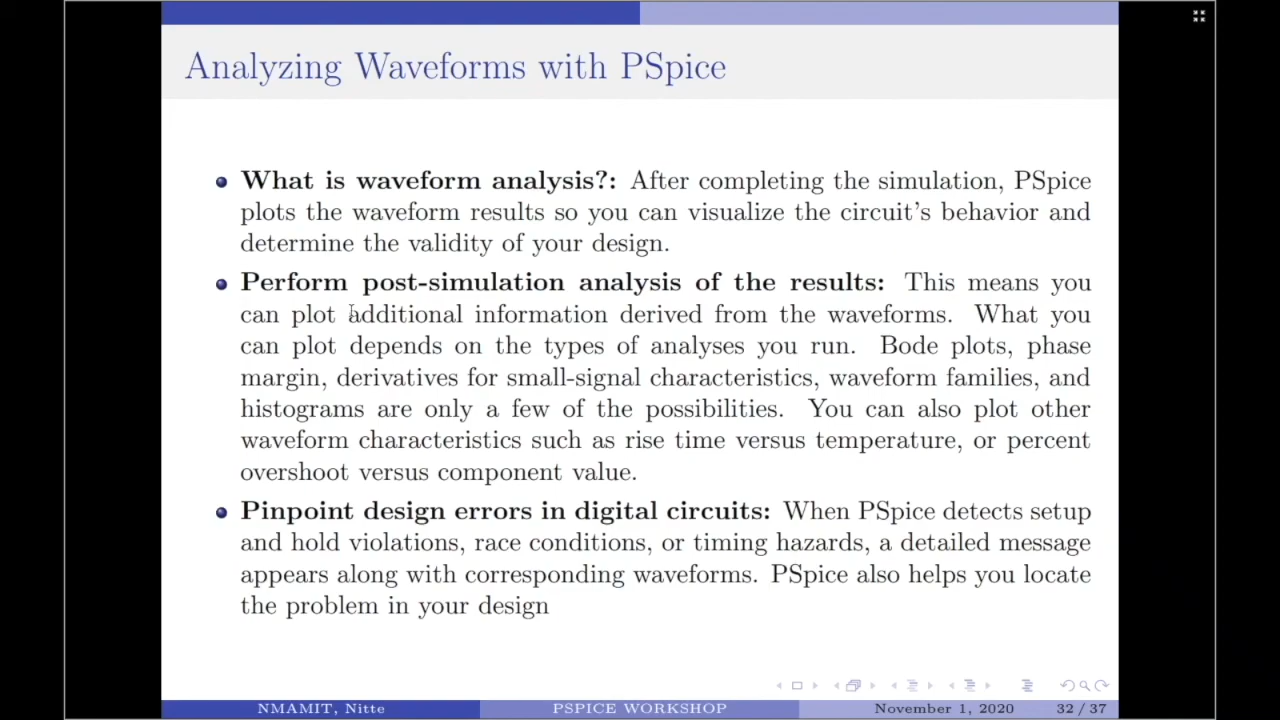 Analyzing Waveforms with PSpice
What is waveform analysis?: After completing the simulation, PSpice
plots the waveform results so you can visualize the circuit's behavior and
determine the validity of your design.
Perform post-simulation analysis of the results: This means you
can plot additional information derived from the waveforms. What you
can plot depends on the types of analyses you run. Bode plots, phase
margin, derivatives for small-signal characteristics, waveform families, and
histograms are only a few of the possibilities. You can also plot other
waveform characteristics such as rise time versus temperature, or percent
overshoot versus component value.
Pinpoint design errors in digital circuits: When PSpice detects setup
and hold violations, race conditions, or timing hazards, a detailed message
appears along with corresponding waveforms. PSpice also helps you locate
the problem in your design
NMAMIT, Nitte PSPICE WORKSHOP November 1, 2020 32 / 37